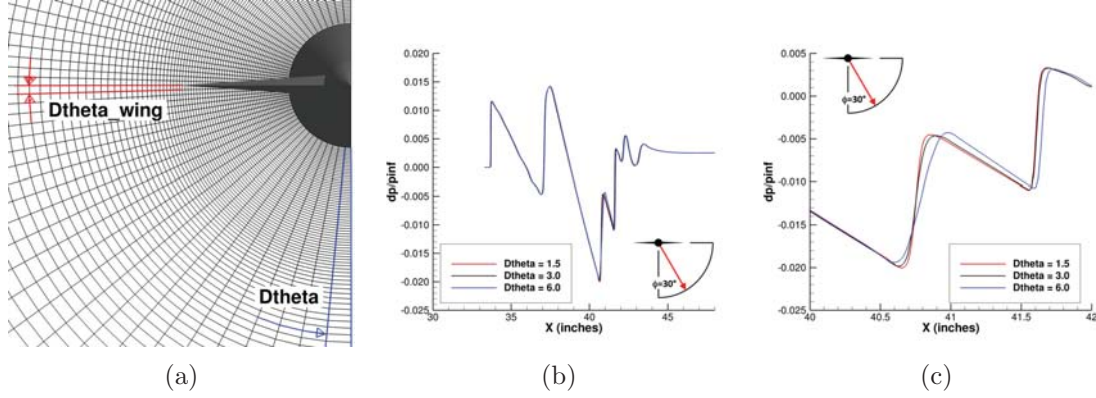 Dtheta_wing
Dtheta
0.020
0.015
0.010
0.005
0.000
-0.005
-0.010
-0.015
-0.020
-0.025
dp/pinf
30
35
40
45
X (inches)
Dtheta = 1.5
Dtheta = 3.0
Dtheta = 6.0
ϕ=30°
0.005
0.000
-0.005
-0.010
-0.015
-0.020
-0.025
dp/pinf
40
40.5
41
41.5
42
X (inches)
Dtheta = 1.5
Dtheta = 3.0
Dtheta = 6.0
ϕ=30°
(a)
(b)
(c)